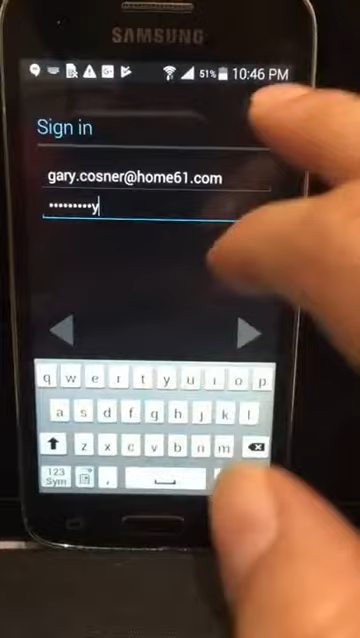 SAMSUNG
51% 10:46 PM
Sign in
gary.cosner@home61.com
•••••••••y
q w e r t y u i o p
a s d f g h j k l
z x c v b n m
123
Sym ,